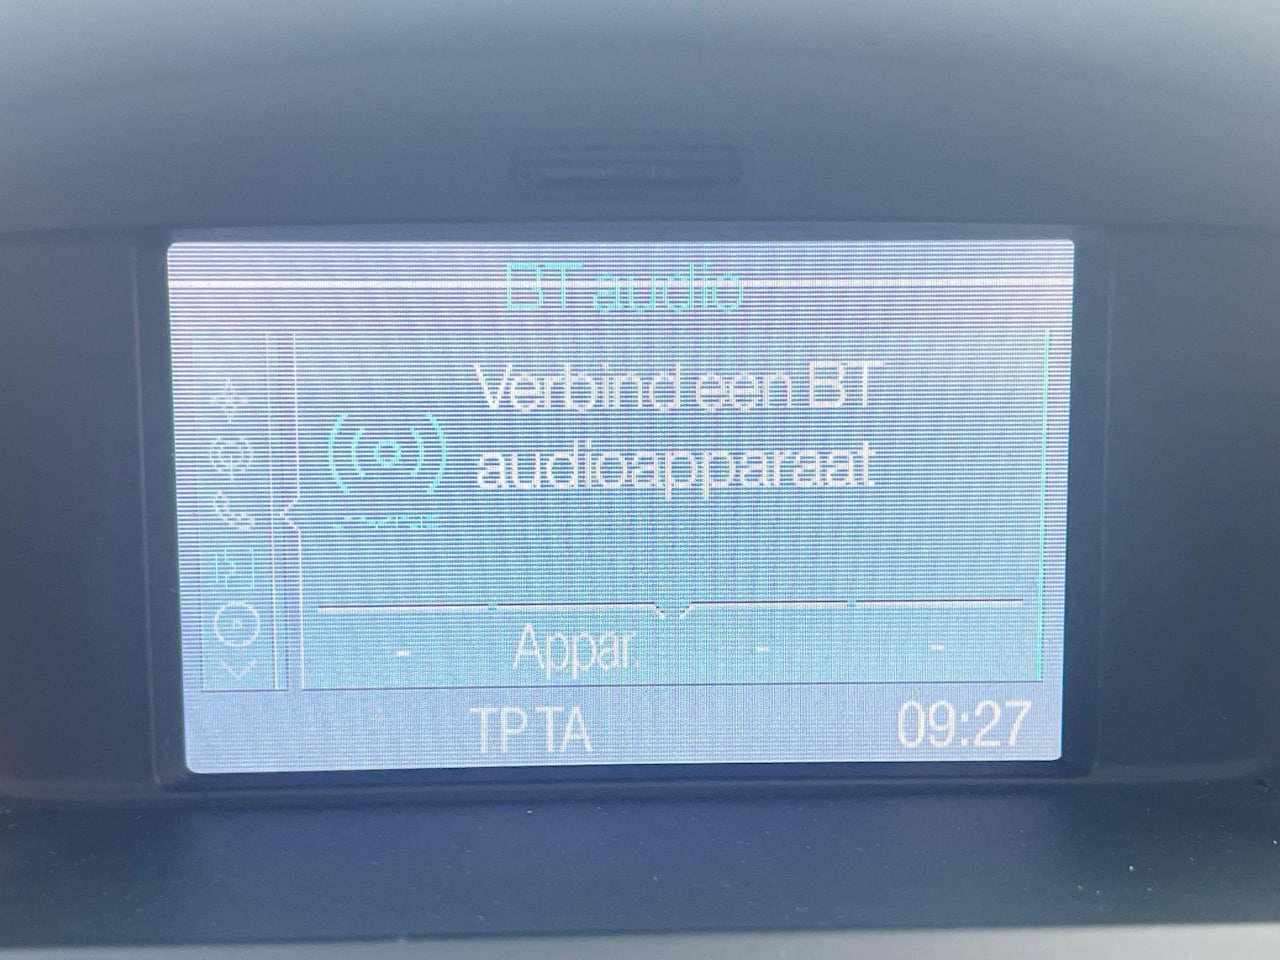 BT audio
Verbind een BT
audioapparaat
- Appar. - -
TP TA 09:27